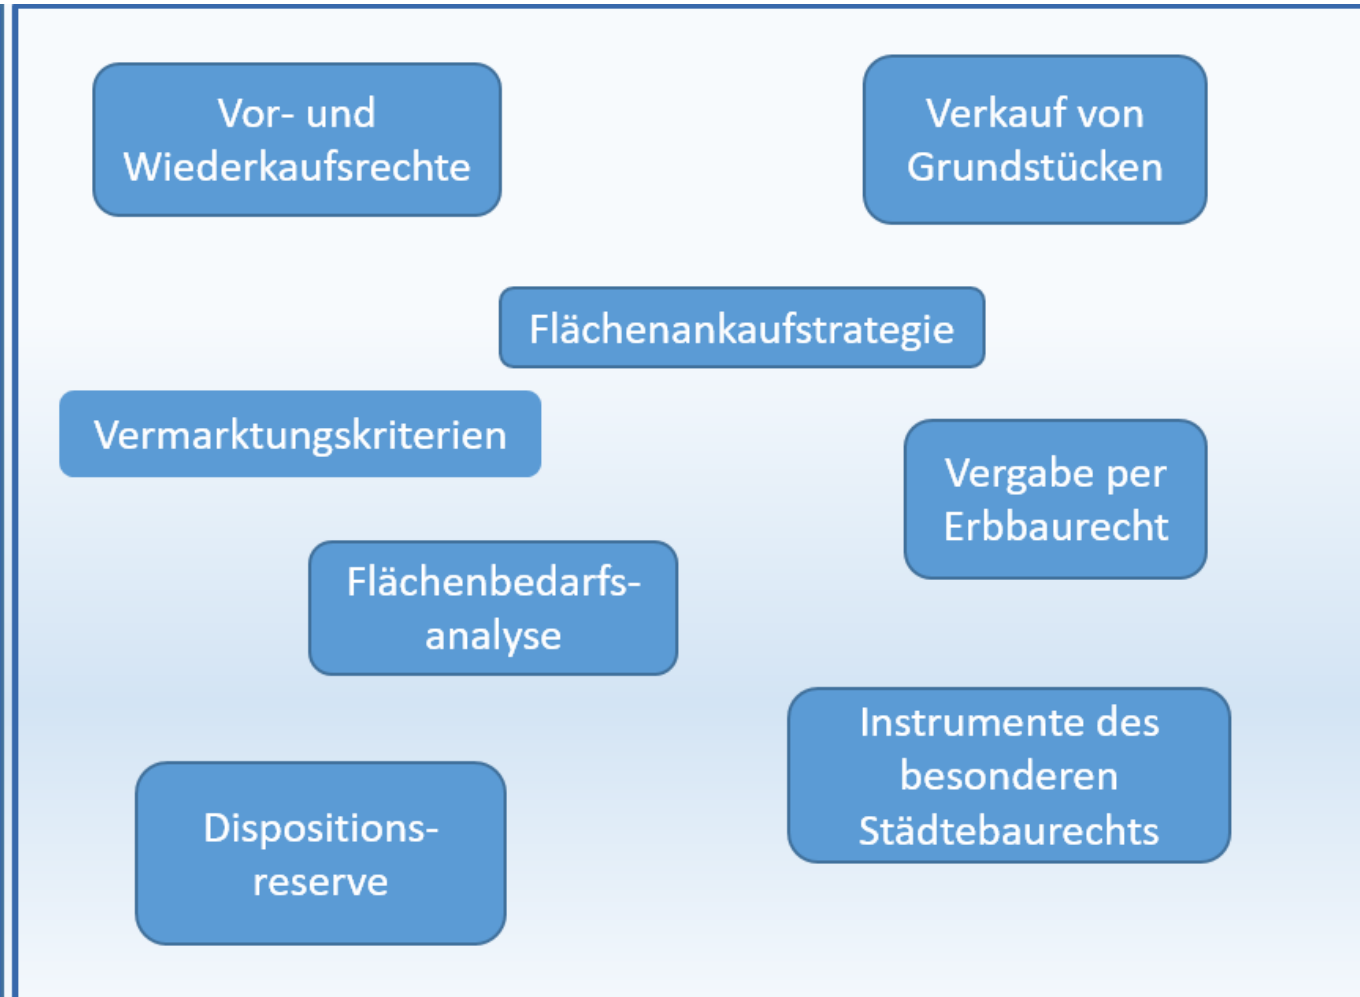 Vor- und
Wiederkaufsrechte
Verkauf von
Grundstücken
Flächenankaufstrategie
Vermarktungskriterien
Vergabe per
Erbbaurecht
Flächenbedarfs-
analyse
Instrumente des
besonderen
Städtebaurechts
Dispositions-
reserve